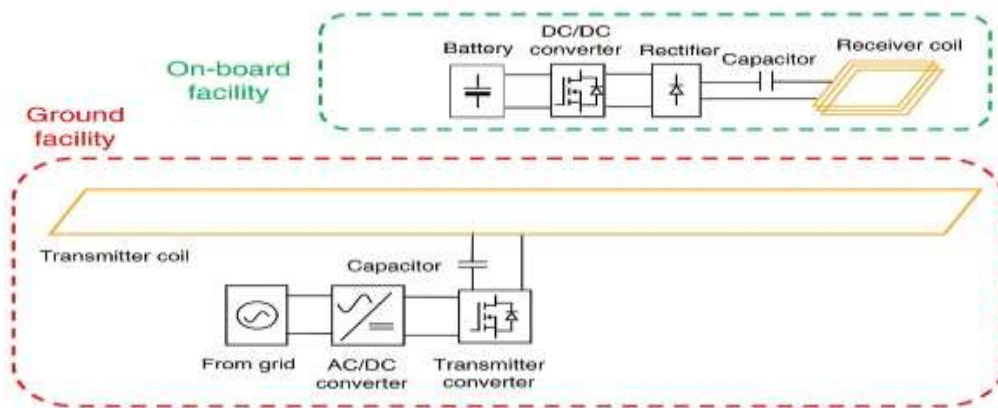 DC/DC
Battery converter Rectifier Capacitor Receiver coil
On-board
facility
Ground
facility
Transmitter coil
Capacitor
From grid AC/DC Transmitter
converter converter